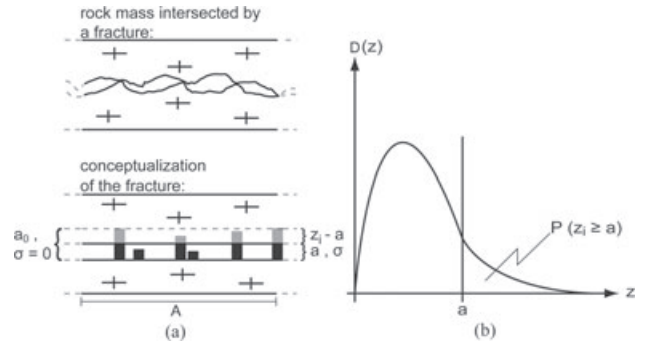 rock mass intersected by
a fracture:
conceptualization
of the fracture:
a₀ ,
σ = 0
zᵢ - a
a , σ
A
(a)
D(z)
P (zᵢ ≥ a)
z
a
(b)